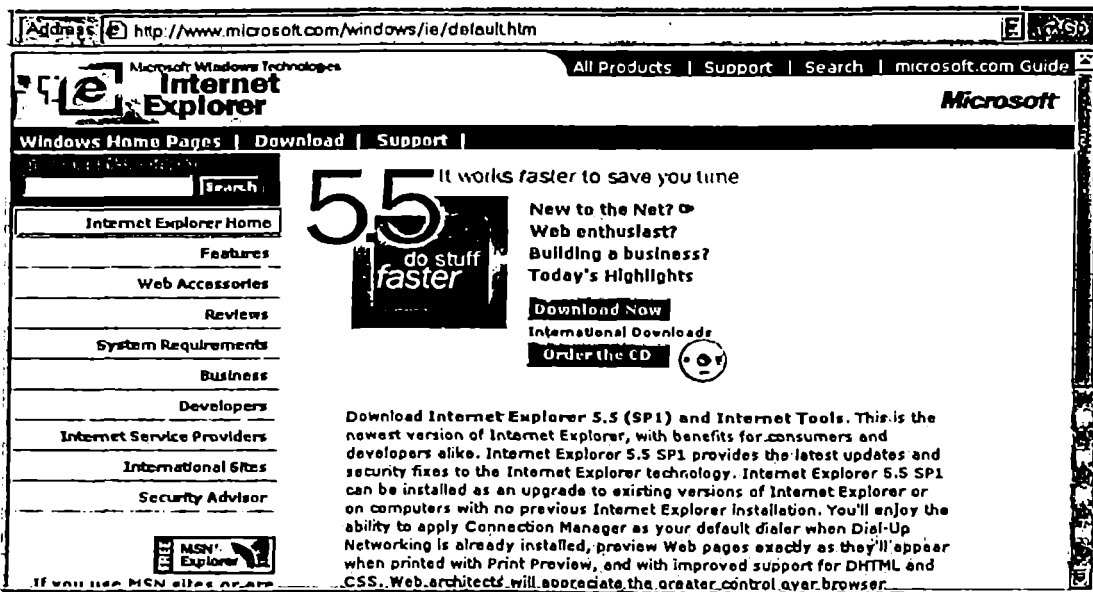 Address http://www.microsoft.com/windows/ie/default.htm
Microsoft Windows Technologies
Internet
Explorer
All Products | Support | Search | microsoft.com Guide
Microsoft
Windows Home Pages | Download | Support |
Search
Internet Explorer Home
Features
Web Accessories
Reviews
System Requirements
Business
Developers
Internet Service Providers
International Sites
Security Advisor
FREE
MSN
Explorer
If you use MSN sites or are
5.5
It works faster to save you time
do stuff
faster
New to the Net?
Web enthusiast?
Building a business?
Today's Highlights
Download Now
International Downloads
Order the CD
Download Internet Explorer 5.5 (SP1) and Internet Tools. This is the
newest version of Internet Explorer, with benefits for consumers and
developers alike. Internet Explorer 5.5 SP1 provides the latest updates and
security fixes to the Internet Explorer technology. Internet Explorer 5.5 SP1
can be installed as an upgrade to existing versions of Internet Explorer or
on computers with no previous Internet Explorer installation. You'll enjoy the
ability to apply Connection Manager as your default dialer when Dial-Up
Networking is already installed, preview Web pages exactly as they'll appear
when printed with Print Preview, and with improved support for DHTML and
CSS. Web architects will appreciate the greater control over browser